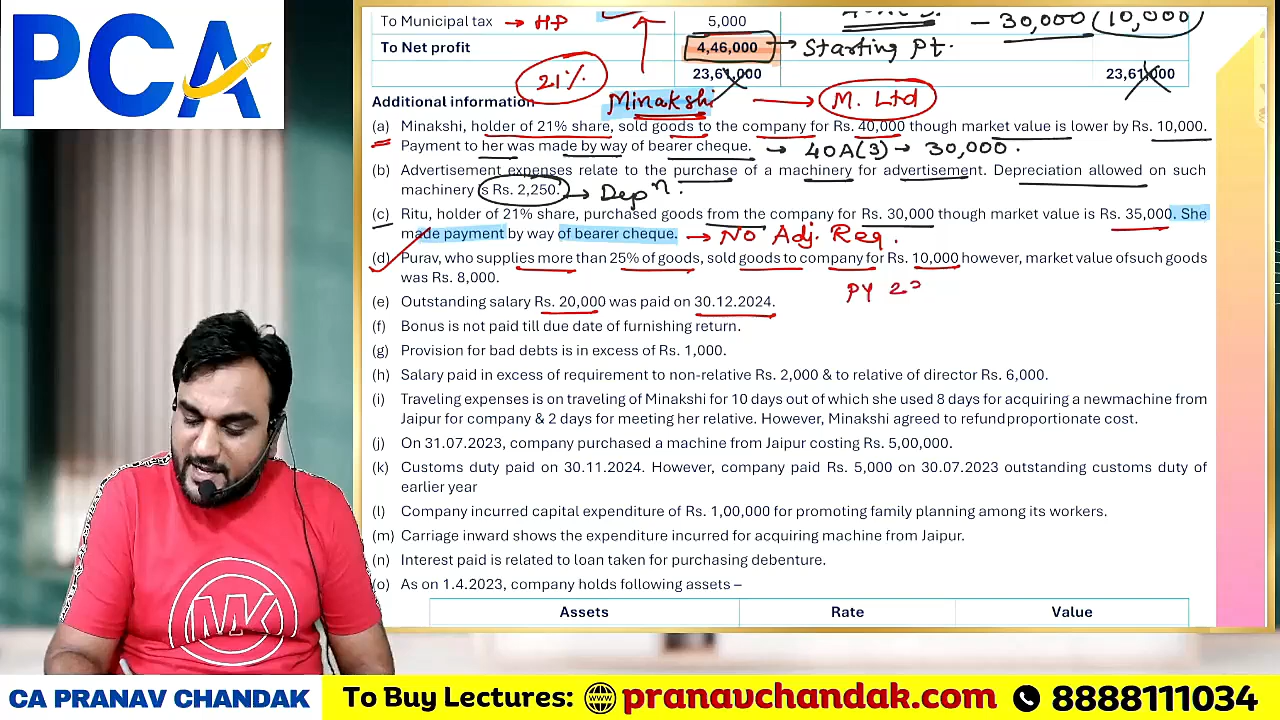 PCA
To Municipal tax → HP 5,000 - 30,000 (10,000)
To Net profit 4,46,000 → Starting Pt.
23,61,000 23,61,000
21%
Minakshi → M. Ltd
Additional information
(a) Minakshi, holder of 21% share, sold goods to the company for Rs. 40,000 though market value is lower by Rs. 10,000.
Payment to her was made by way of bearer cheque. → 40A(3) → 30,000.
(b) Advertisement expenses relate to the purchase of a machinery for advertisement. Depreciation allowed on such
machinery is Rs. 2,250. → Depn.
(c) Ritu, holder of 21% share, purchased goods from the company for Rs. 30,000 though market value is Rs. 35,000. She
made payment by way of bearer cheque. → NO Adj. Req.
(d) Purav, who supplies more than 25% of goods, sold goods to company for Rs. 10,000 however, market value ofsuch goods
was Rs. 8,000.
PY
(e) Outstanding salary Rs. 20,000 was paid on 30.12.2024.
(f) Bonus is not paid till due date of furnishing return.
(g) Provision for bad debts is in excess of Rs. 1,000.
(h) Salary paid in excess of requirement to non-relative Rs. 2,000 & to relative of director Rs. 6,000.
(i) Traveling expenses is on traveling of Minakshi for 10 days out of which she used 8 days for acquiring a newmachine from
Jaipur for company & 2 days for meeting her relative. However, Minakshi agreed to refundproportionate cost.
(j) On 31.07.2023, company purchased a machine from Jaipur costing Rs. 5,00,000.
(k) Customs duty paid on 30.11.2024. However, company paid Rs. 5,000 on 30.07.2023 outstanding customs duty of
earlier year
(l) Company incurred capital expenditure of Rs. 1,00,000 for promoting family planning among its workers.
(m) Carriage inward shows the expenditure incurred for acquiring machine from Jaipur.
(n) Interest paid is related to loan taken for purchasing debenture.
(o) As on 1.4.2023, company holds following assets –
Assets Rate Value
MK
CA PRANAV CHANDAK To Buy Lectures: pranavchandak.com 8888111034